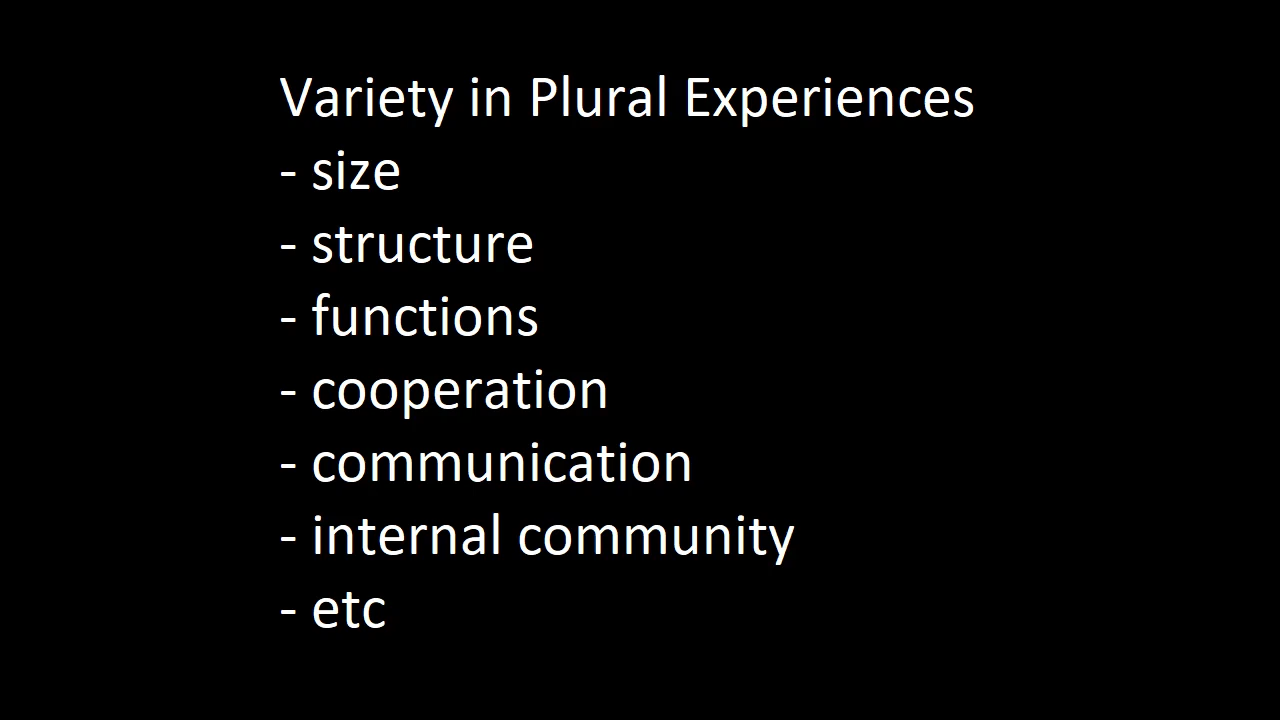 Variety in Plural Experiences
- size
- structure
- functions
- cooperation
- communication
- internal community
- etc